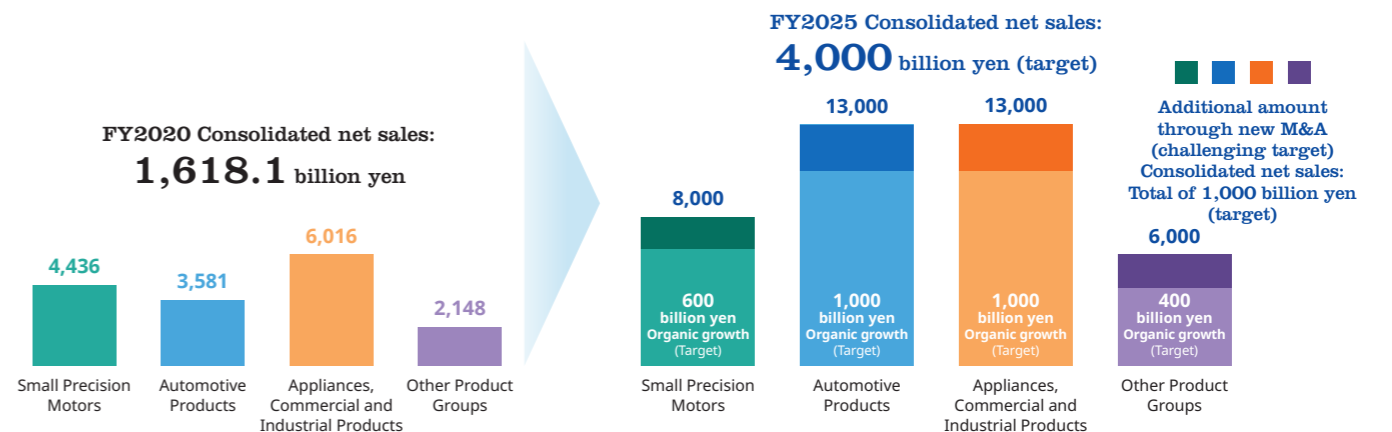 FY2020 Consolidated net sales:
1,618.1 billion yen
4,436
3,581
6,016
2,148
Small Precision
Motors
Automotive
Products
Appliances,
Commercial and
Industrial Products
Other Product
Groups
FY2025 Consolidated net sales:
4,000 billion yen (target)
Additional amount
through new M&A
(challenging target)
Consolidated net sales:
Total of 1,000 billion yen
(target)
8,000
600
billion yen
Organic growth
(Target)
13,000
1,000
billion yen
Organic growth
(Target)
13,000
1,000
billion yen
Organic growth
(Target)
6,000
400
billion yen
Organic growth
(Target)
Small Precision
Motors
Automotive
Products
Appliances,
Commercial and
Industrial Products
Other Product
Groups